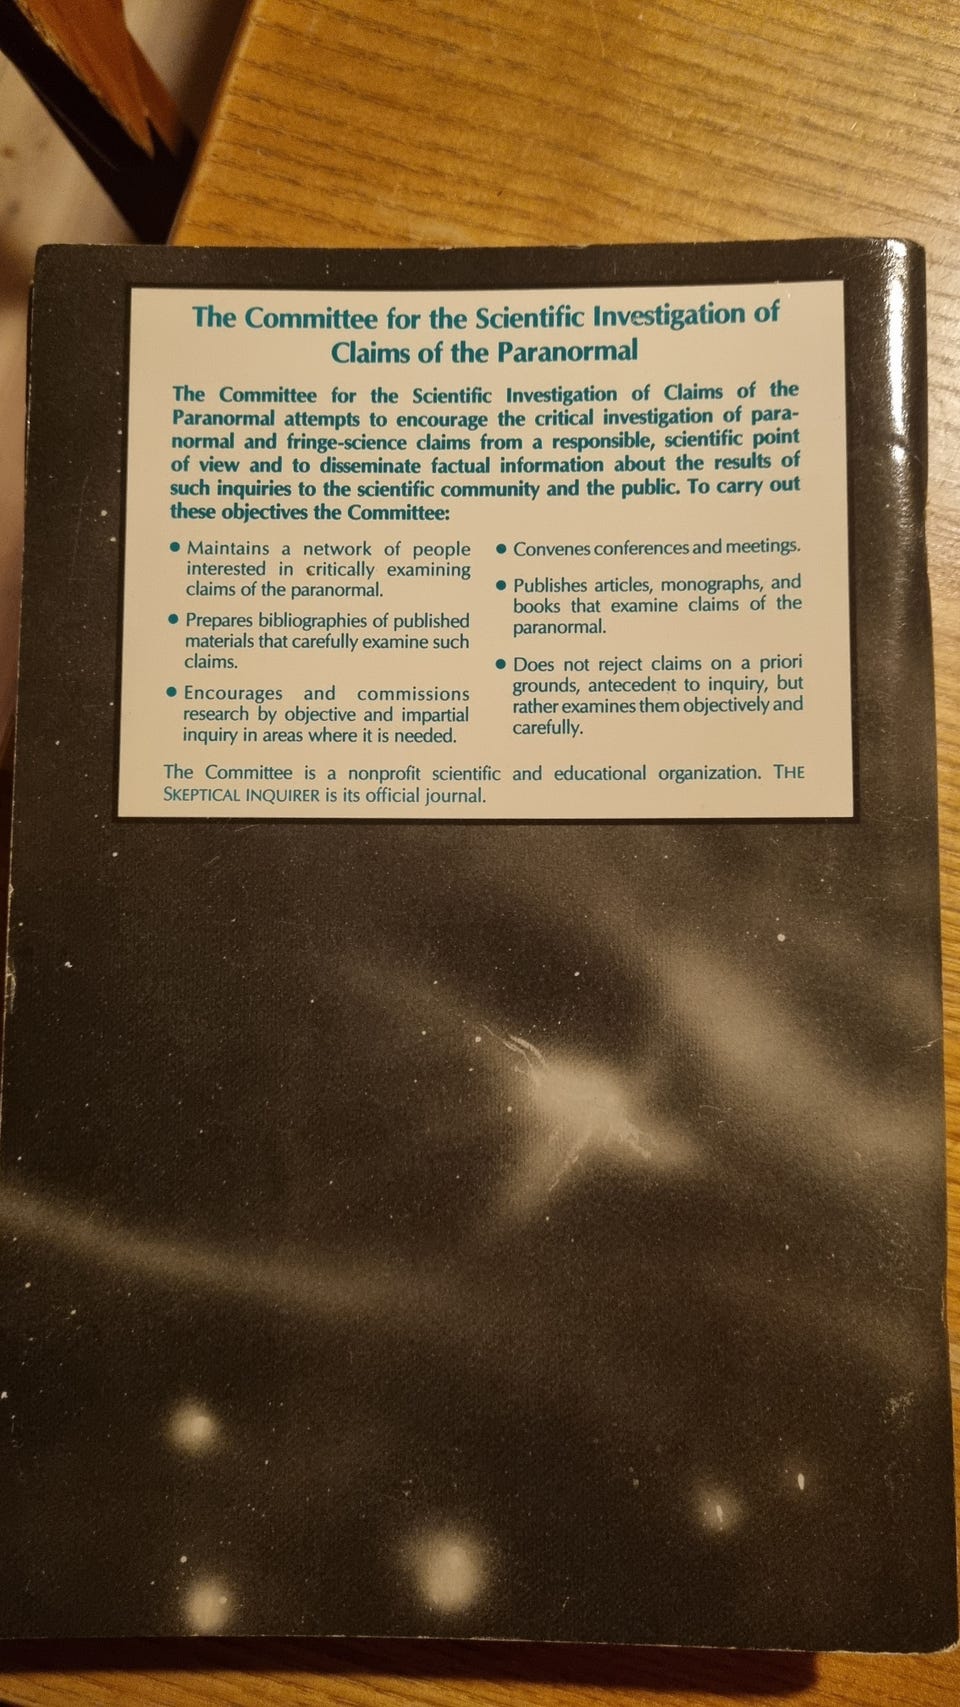 The Committee for the Scientific Investigation of
Claims of the Paranormal
The Committee for the Scientific Investigation of Claims of the
Paranormal attempts to encourage the critical investigation of para-
normal and fringe-science claims from a responsible, scientific point
of view and to disseminate factual information about the results of
such inquiries to the scientific community and the public. To carry out
these objectives the Committee:
● Maintains a network of people
interested in critically examining
claims of the paranormal.
● Prepares bibliographies of published
materials that carefully examine such
claims.
● Encourages and commissions
research by objective and impartial
inquiry in areas where it is needed.
● Convenes conferences and meetings.
● Publishes articles, monographs, and
books that examine claims of the
paranormal.
● Does not reject claims on a priori
grounds, antecedent to inquiry, but
rather examines them objectively and
carefully.
The Committee is a nonprofit scientific and educational organization. THE
SKEPTICAL INQUIRER is its official journal.